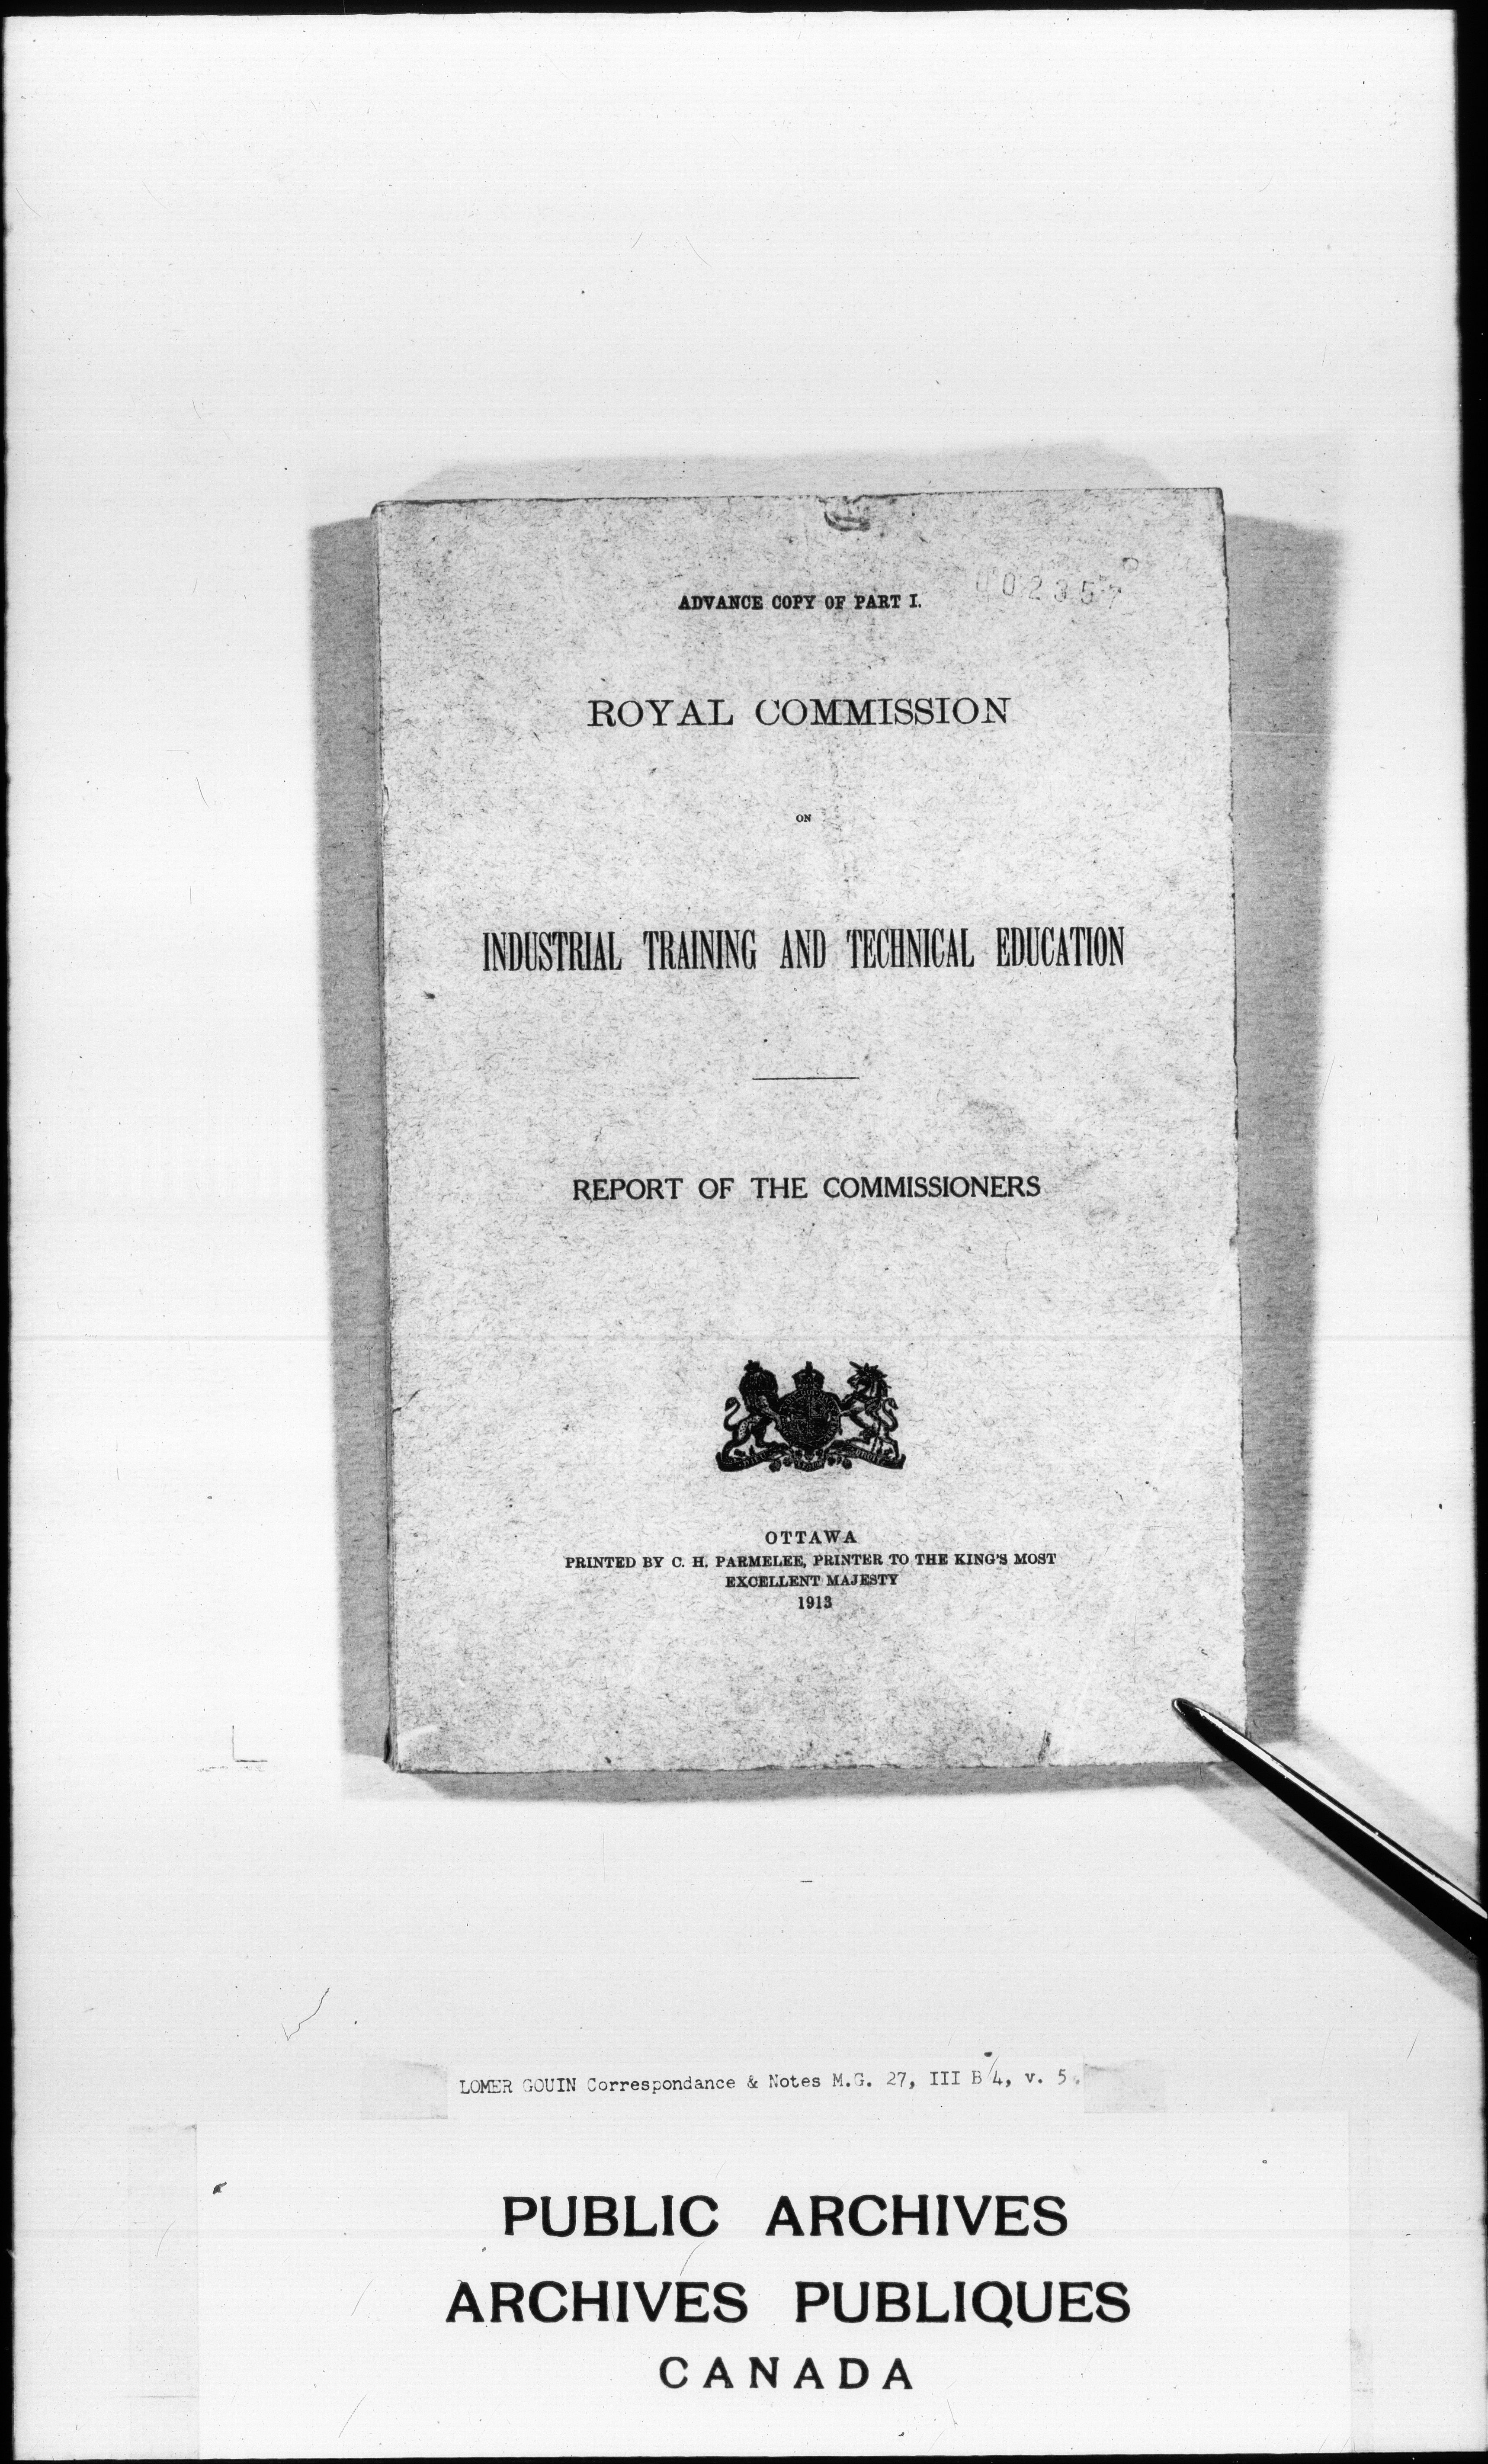 ADVANCE COPY OF PART I.
002357
ROYAL COMMISSION
ON
INDUSTRIAL TRAINING AND TECHNICAL EDUCATION
REPORT OF THE COMMISSIONERS
OTTAWA
PRINTED BY C. H. PARMELEE, PRINTER TO THE KING'S MOST
EXCELLENT MAJESTY
1913
LOMER GOUIN Correspondance & Notes M.G. 27, III B 4, v. 5.
PUBLIC ARCHIVES
ARCHIVES PUBLIQUES
CANADA